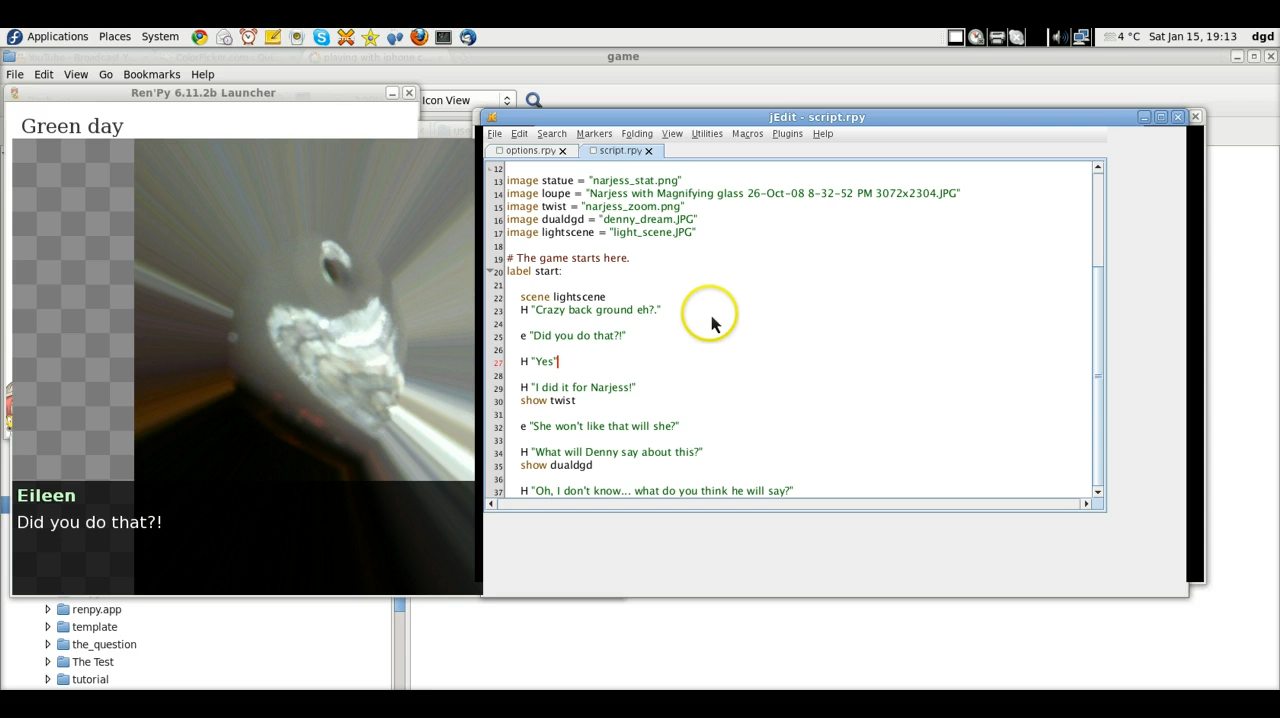 Applications Places System
4 °C Sat Jan 15, 19:13 dgd
game
File Edit View Go Bookmarks Help
Ren'Py 6.11.2b Launcher
Icon View
Green day
jEdit - script.rpy
File Edit Search Markers Folding View Utilities Macros Plugins Help
options.rpy script.rpy
12
13 image statue = "narjess_stat.png"
14 image loupe = "Narjess with Magnifying glass 26-Oct-08 8-32-52 PM 3072x2304.JPG"
15 image twist = "narjess_zoom.png"
16 image dualdgd = "denny_dream.JPG"
17 image lightscene = "light_scene.JPG"
18
19 # The game starts here.
20 label start:
21
22 scene lightscene
23 H "Crazy back ground eh?."
24
25 e "Did you do that?!"
26
27 H "Yes"
28
29 H "I did it for Narjess!"
30 show twist
31
32 e "She won't like that will she?"
33
34 H "What will Denny say about this?"
35 show dualdgd
36
37 H "Oh, I don't know... what do you think he will say?"
Eileen
Did you do that?!
renpy.app
template
the_question
The Test
tutorial